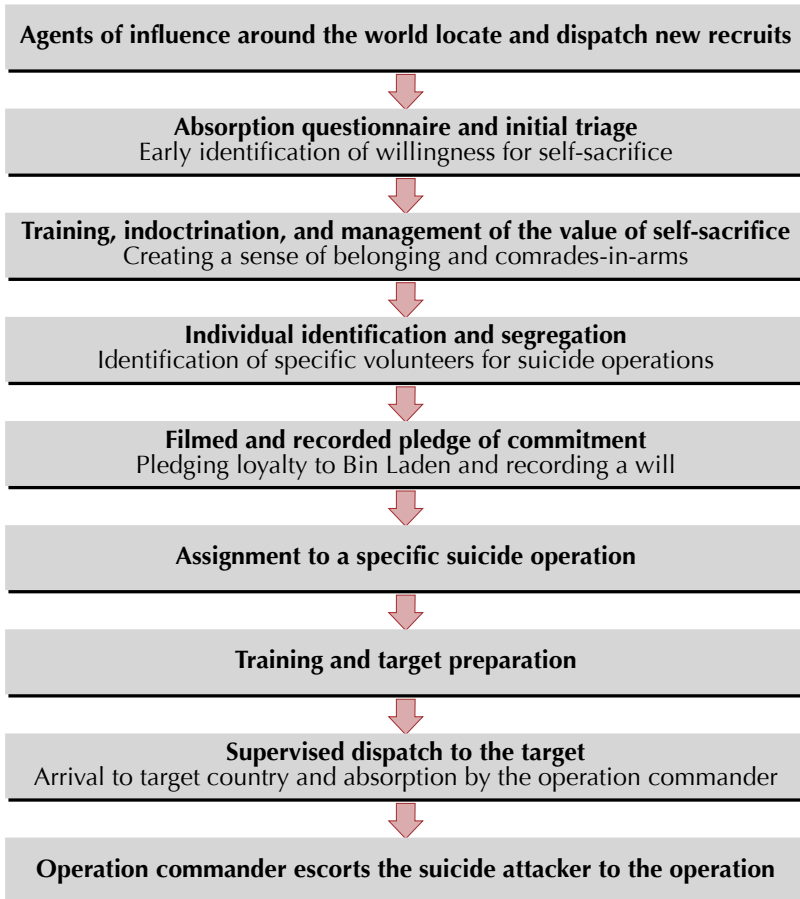 Agents of influence around the world locate and dispatch new recruits
Absorption questionnaire and initial triage
Early identification of willingness for self-sacrifice
Training, indoctrination, and management of the value of self-sacrifice
Creating a sense of belonging and comrades-in-arms
Individual identification and segregation
Identification of specific volunteers for suicide operations
Filmed and recorded pledge of commitment
Pledging loyalty to Bin Laden and recording a will
Assignment to a specific suicide operation
Training and target preparation
Supervised dispatch to the target
Arrival to target country and absorption by the operation commander
Operation commander escorts the suicide attacker to the operation